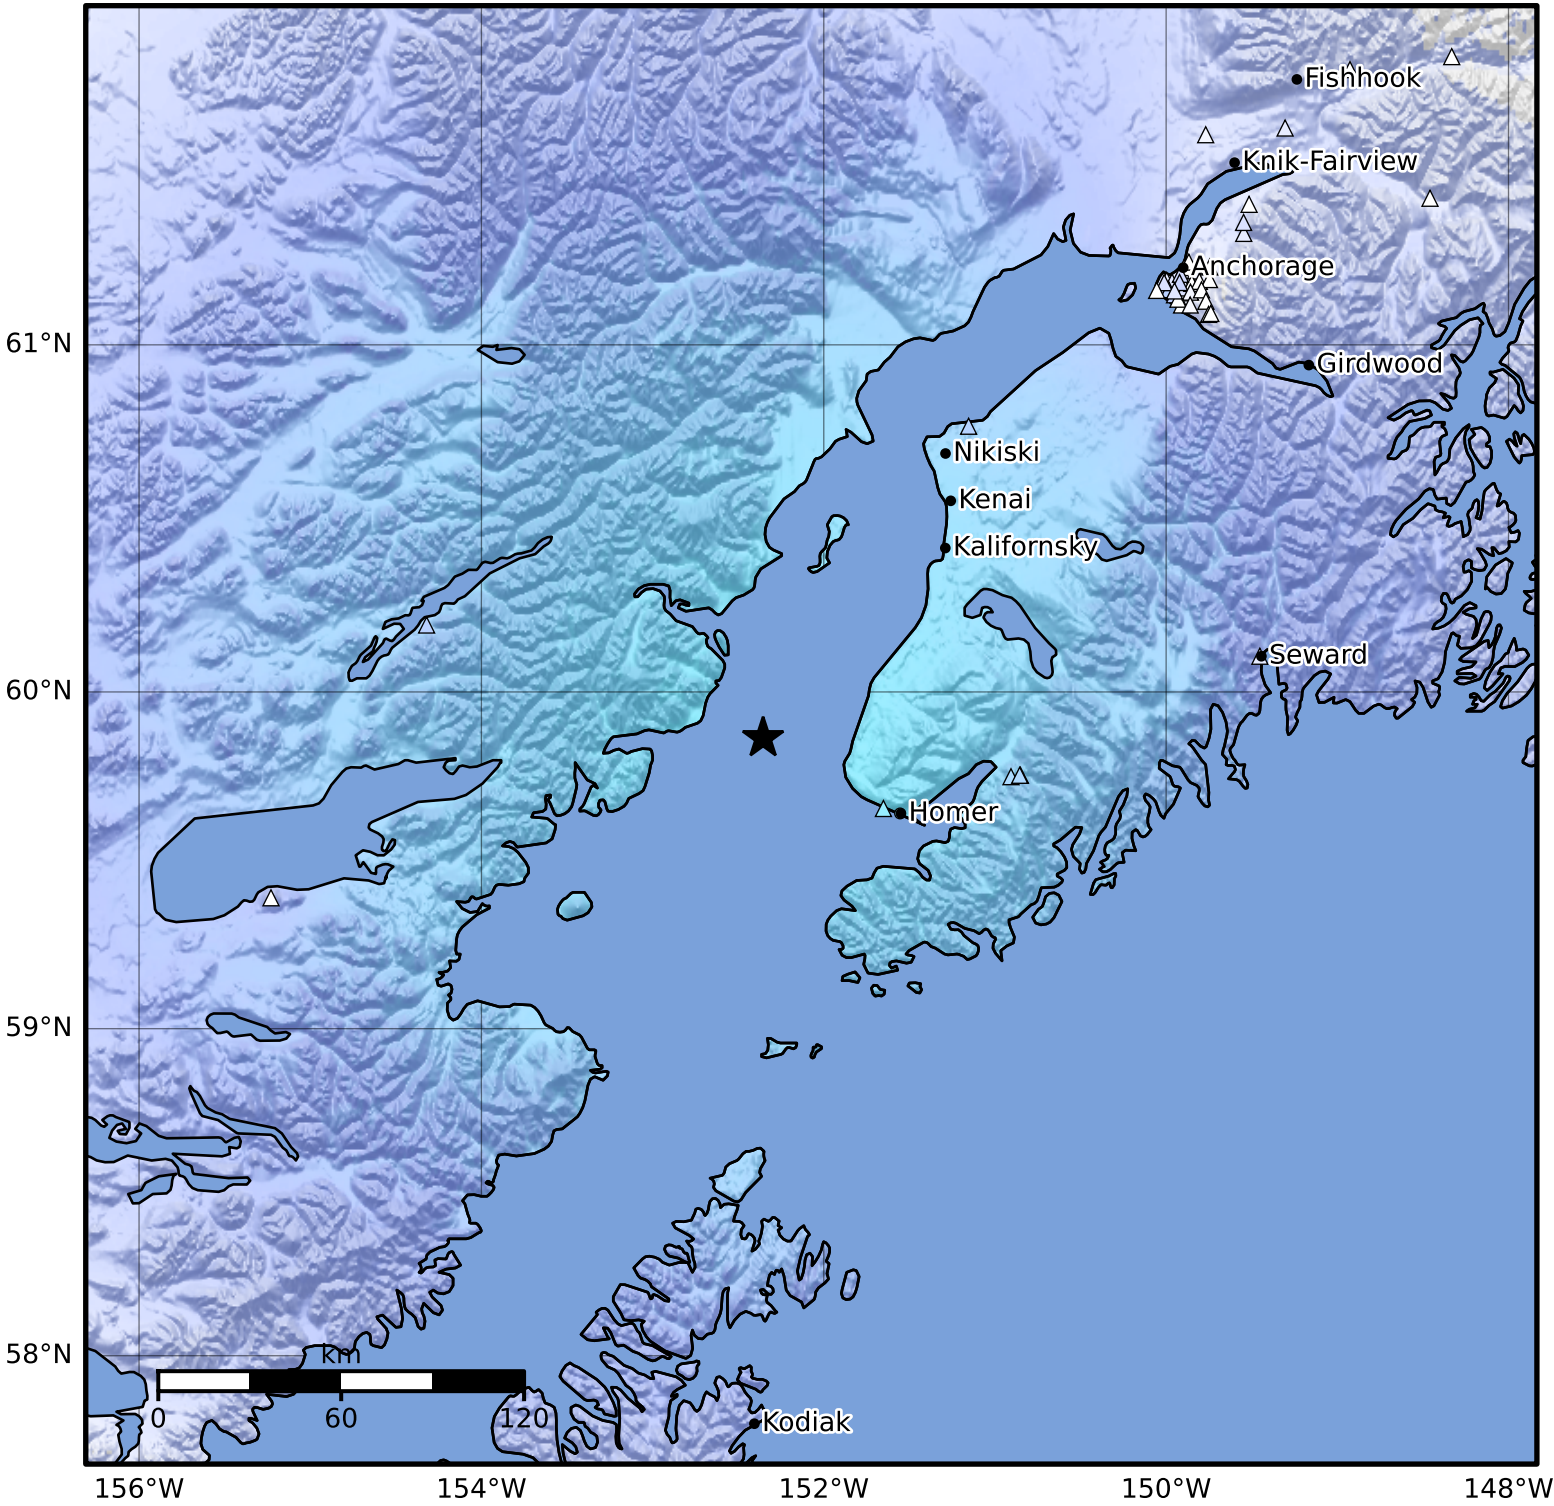 Fishhook
Knik-Fairview
Anchorage
61°N
Girdwood
Nikiski
Kenai
Kalifornsky
Seward
60°N
Homer
59°N
58°N
km
0 60 120
Kodiak
156°W 154°W 152°W 150°W 148°W